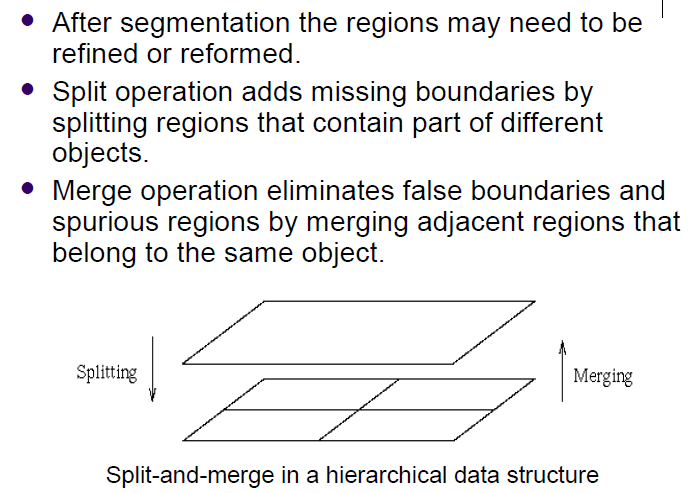 • After segmentation the regions may need to be
refined or reformed.
• Split operation adds missing boundaries by
splitting regions that contain part of different
objects.
• Merge operation eliminates false boundaries and
spurious regions by merging adjacent regions that
belong to the same object.
Splitting
Merging
Split-and-merge in a hierarchical data structure